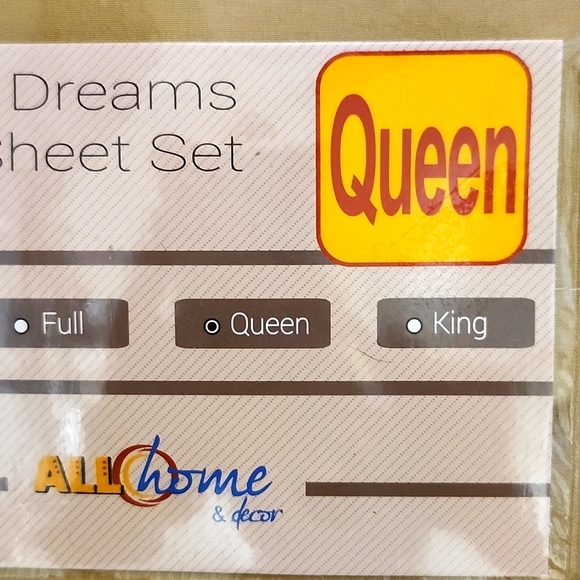 Dreams
Sheet Set
Queen
Full
Queen
King
ALL home
& decor